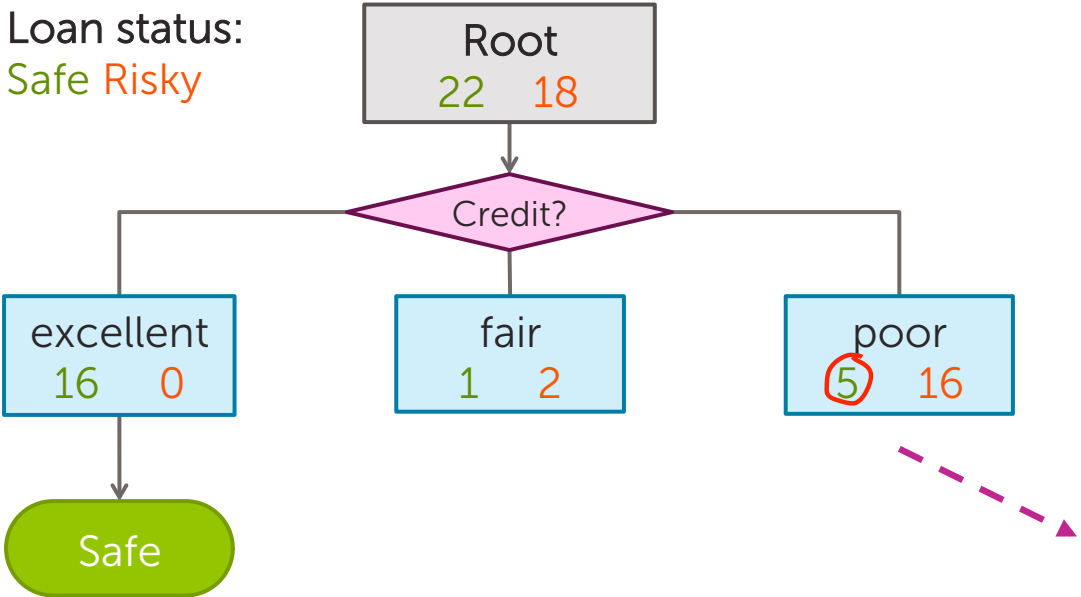 Loan status:
Safe Risky
Root
22 18
Credit?
excellent
16 0
fair
1 2
poor
5 16
Safe